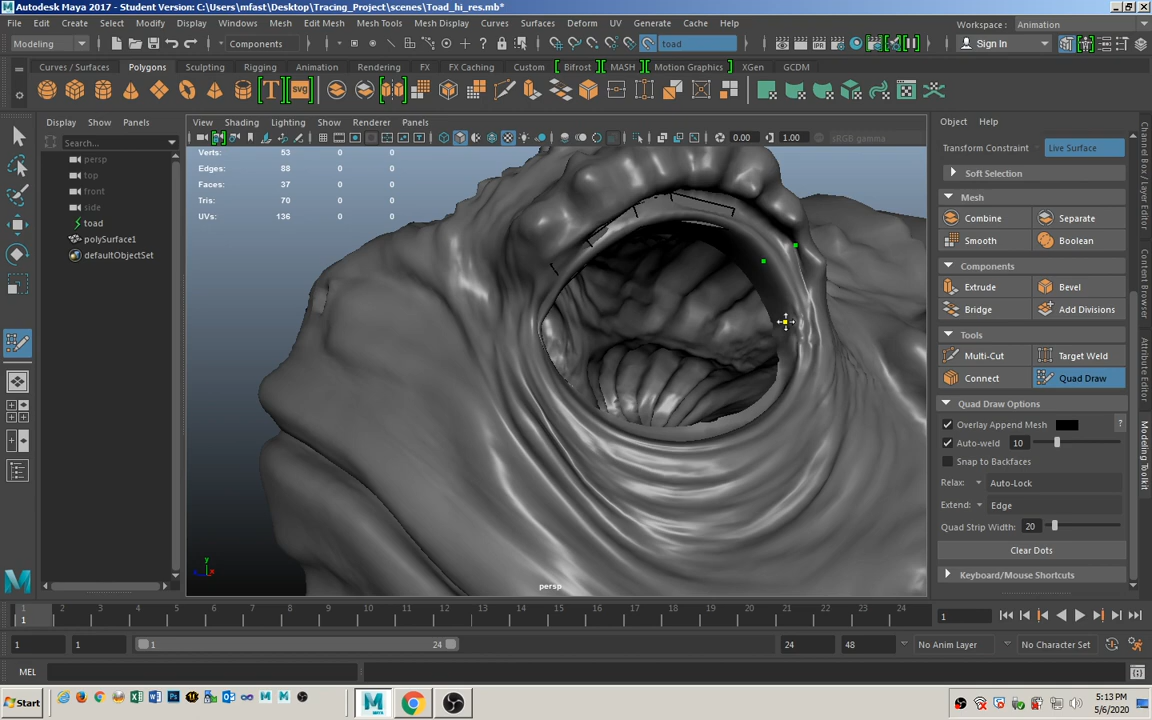 Autodesk Maya 2017 - Student Version: C:\Users\mfast\Desktop\Tracing_Project\scenes\Toad_hi_res.mb*
File Edit Create Select Modify Display Windows Mesh Edit Mesh Mesh Tools Mesh Display Curves Surfaces Deform UV Generate Cache Help
Workspace : Animation
Modeling Components toad Sign In
Curves / Surfaces Polygons Sculpting Rigging Animation Rendering FX FX Caching Custom Bifrost MASH Motion Graphics XGen GCDM
T SVG
Display Show Panels
View Shading Lighting Show Renderer Panels
Object Help
Search...
0.00 1.00 sRGB gamma
Transform Constraint Live Surface
persp
top
front
side
toad
polySurface1
defaultObjectSet
Verts: 53 0 0
Edges: 88 0 0
Faces: 37 0 0
Tris: 70 0 0
UVs: 136 0 0
y
z x
persp
Soft Selection
Mesh
Combine Separate
Smooth Boolean
Components
Extrude Bevel
Bridge Add Divisions
Tools
Multi-Cut Target Weld
Connect Quad Draw
Quad Draw Options
Overlay Append Mesh ?
Auto-weld 10
Snap to Backfaces
Relax: Auto-Lock
Extend: Edge
Quad Strip Width: 20
Clear Dots
Keyboard/Mouse Shortcuts
Channel Box / Layer Editor
Content Browser
Attribute Editor
Modeling Toolkit
1 2 3 4 5 6 7 8 9 10 11 12 13 14 15 16 17 18 19 20 21 22 23 24
1
1
1 1 1 24 24 48 No Anim Layer No Character Set
MEL
Start
5:13 PM
5/6/2020